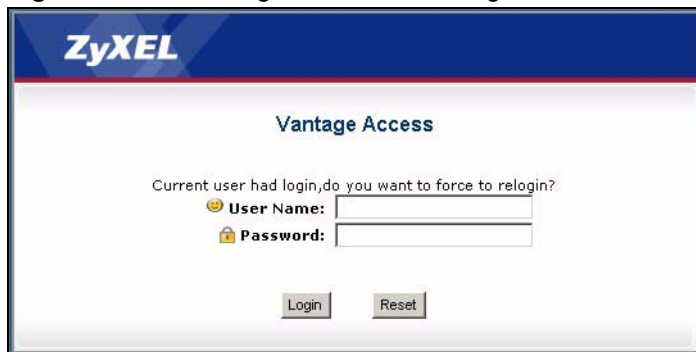 ZyXEL
Vantage Access
Current user had login,do you want to force to relogin?
User Name:
Password:
Login Reset